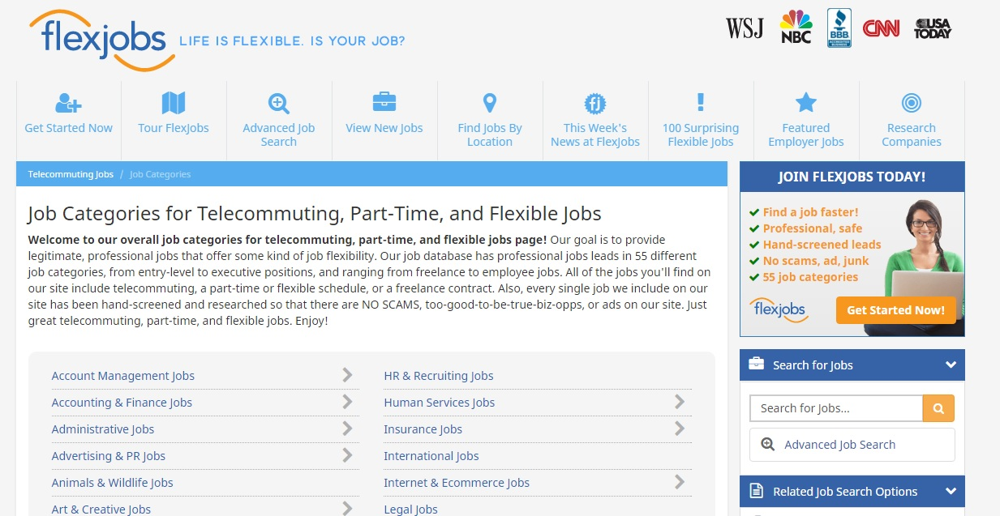 flexjobs LIFE IS FLEXIBLE. IS YOUR JOB?
WSJ
NBC
BBB
ACCREDITED
BUSINESS
CNN
USA
TODAY
Get Started Now
Tour FlexJobs
Advanced Job
Search
View New Jobs
Find Jobs By
Location
fj
This Week's
News at FlexJobs
100 Surprising
Flexible Jobs
Featured
Employer Jobs
Research
Companies
Telecommuting Jobs / Job Categories
Job Categories for Telecommuting, Part-Time, and Flexible Jobs
Welcome to our overall job categories for telecommuting, part-time, and flexible jobs page! Our goal is to provide
legitimate, professional jobs that offer some kind of job flexibility. Our job database has professional jobs leads in 55 different
job categories, from entry-level to executive positions, and ranging from freelance to employee jobs. All of the jobs you'll find on
our site include telecommuting, a part-time or flexible schedule, or a freelance contract. Also, every single job we include on our
site has been hand-screened and researched so that there are NO SCAMS, too-good-to-be-true-biz-opps, or ads on our site. Just
great telecommuting, part-time, and flexible jobs. Enjoy!
Account Management Jobs
Accounting & Finance Jobs
Administrative Jobs
Advertising & PR Jobs
Animals & Wildlife Jobs
Art & Creative Jobs
HR & Recruiting Jobs
Human Services Jobs
Insurance Jobs
International Jobs
Internet & Ecommerce Jobs
Legal Jobs
JOIN FLEXJOBS TODAY!
Find a job faster!
Professional, safe
Hand-screened leads
No scams, ad, junk
55 job categories
flexjobs
Get Started Now!
Search for Jobs
Search for Jobs...
Advanced Job Search
Related Job Search Options